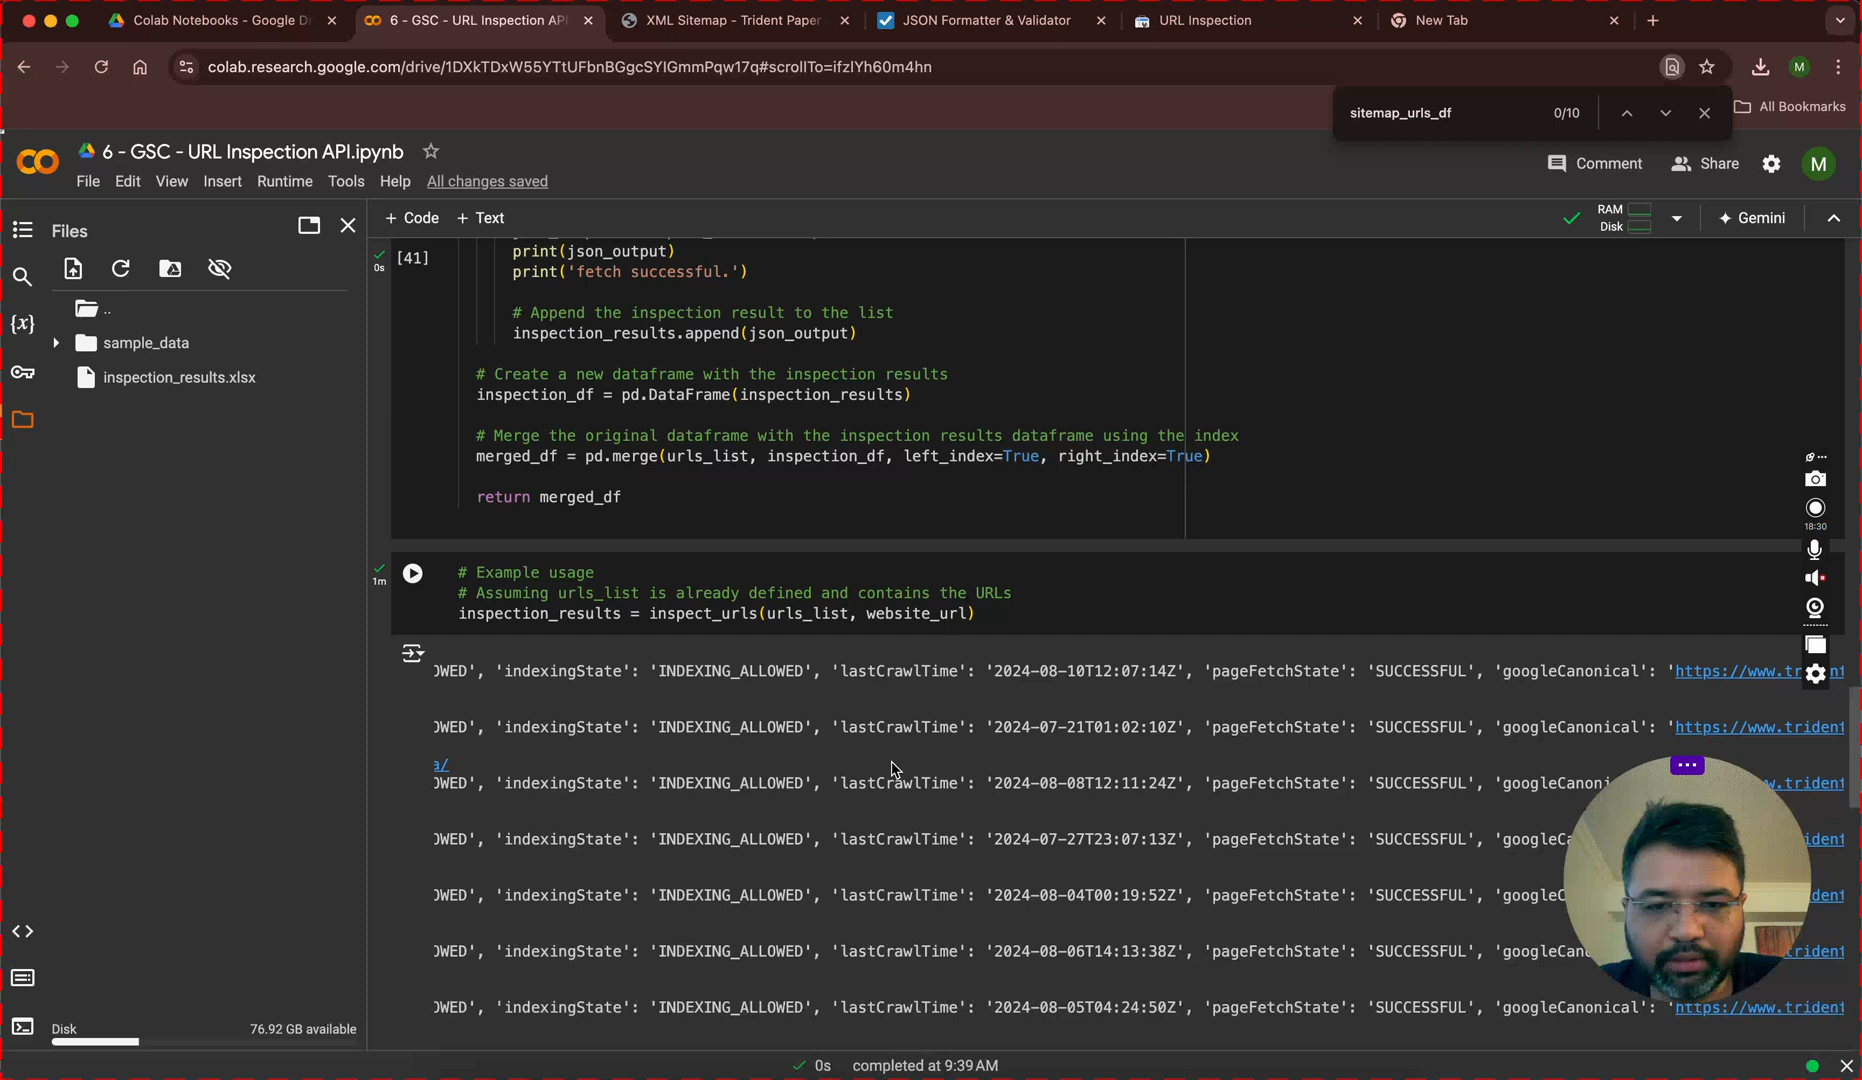 Colab Notebooks - Google Dr
6 - GSC - URL Inspection API
XML Sitemap - Trident Paper
JSON Formatter & Validator
URL Inspection
New Tab
colab.research.google.com/drive/1DXkTDxW55YTtUFbnBGgcSYIGmmPqw17q#scrollTo=ifzIYh60m4hn
M
All Bookmarks
sitemap_urls_df 0/10
6 - GSC - URL Inspection API.ipynb
File Edit View Insert Runtime Tools Help All changes saved
Comment Share M
Files
+ Code + Text
RAM
Disk
Gemini
..
sample_data
inspection_results.xlsx
{x}
0s
[41]
print(json_output)
print('fetch successful.')
# Append the inspection result to the list
inspection_results.append(json_output)
# Create a new dataframe with the inspection results
inspection_df = pd.DataFrame(inspection_results)
# Merge the original dataframe with the inspection results dataframe using the index
merged_df = pd.merge(urls_list, inspection_df, left_index=True, right_index=True)
return merged_df
18:30
1m
# Example usage
# Assuming urls_list is already defined and contains the URLs
inspection_results = inspect_urls(urls_list, website_url)
OWED', 'indexingState': 'INDEXING_ALLOWED', 'lastCrawlTime': '2024-08-10T12:07:14Z', 'pageFetchState': 'SUCCESSFUL', 'googleCanonical': 'https://www.tr nt
OWED', 'indexingState': 'INDEXING_ALLOWED', 'lastCrawlTime': '2024-07-21T01:02:10Z', 'pageFetchState': 'SUCCESSFUL', 'googleCanonical': 'https://www.trident
a/
OWED', 'indexingState': 'INDEXING_ALLOWED', 'lastCrawlTime': '2024-08-08T12:11:24Z', 'pageFetchState': 'SUCCESSFUL', 'googleCanoni w.trident
OWED', 'indexingState': 'INDEXING_ALLOWED', 'lastCrawlTime': '2024-07-27T23:07:13Z', 'pageFetchState': 'SUCCESSFUL', 'googleC ident
OWED', 'indexingState': 'INDEXING_ALLOWED', 'lastCrawlTime': '2024-08-04T00:19:52Z', 'pageFetchState': 'SUCCESSFUL', 'googleC dent
OWED', 'indexingState': 'INDEXING_ALLOWED', 'lastCrawlTime': '2024-08-06T14:13:38Z', 'pageFetchState': 'SUCCESSFUL', 'googleCan trident
OWED', 'indexingState': 'INDEXING_ALLOWED', 'lastCrawlTime': '2024-08-05T04:24:50Z', 'pageFetchState': 'SUCCESSFUL', 'googleCanonical': 'https://www.trident
Disk 76.92 GB available
0s completed at 9:39 AM